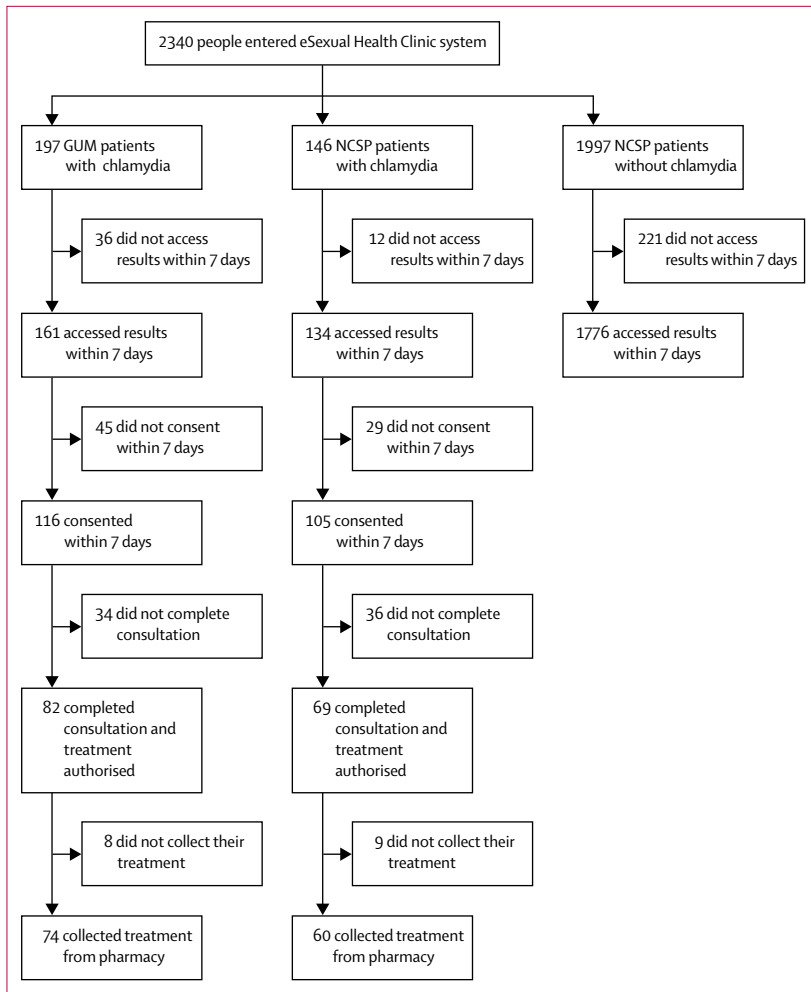 2340 people entered eSexual Health Clinic system
197 GUM patients
with chlamydia
146 NCSP patients
with chlamydia
1997 NCSP patients
without chlamydia
36 did not access
results within 7 days
12 did not access
results within 7 days
221 did not access
results within 7 days
161 accessed results
within 7 days
134 accessed results
within 7 days
1776 accessed results
within 7 days
45 did not consent
within 7 days
29 did not consent
within 7 days
116 consented
within 7 days
105 consented
within 7 days
34 did not complete
consultation
36 did not complete
consultation
82 completed
consultation and
treatment
authorised
69 completed
consultation and
treatment
authorised
8 did not collect their
treatment
9 did not collect their
treatment
74 collected treatment
from pharmacy
60 collected treatment
from pharmacy